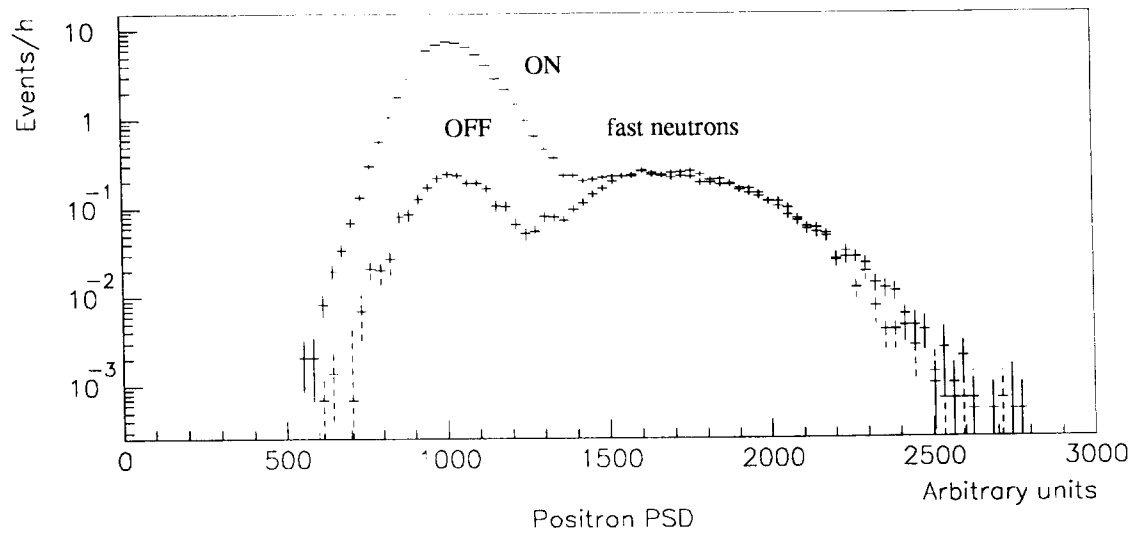 Events/h
10
1
10⁻¹
10⁻²
10⁻³
ON
OFF
fast neutrons
0
500
1000
1500
2000
2500
3000
Arbitrary units
Positron PSD